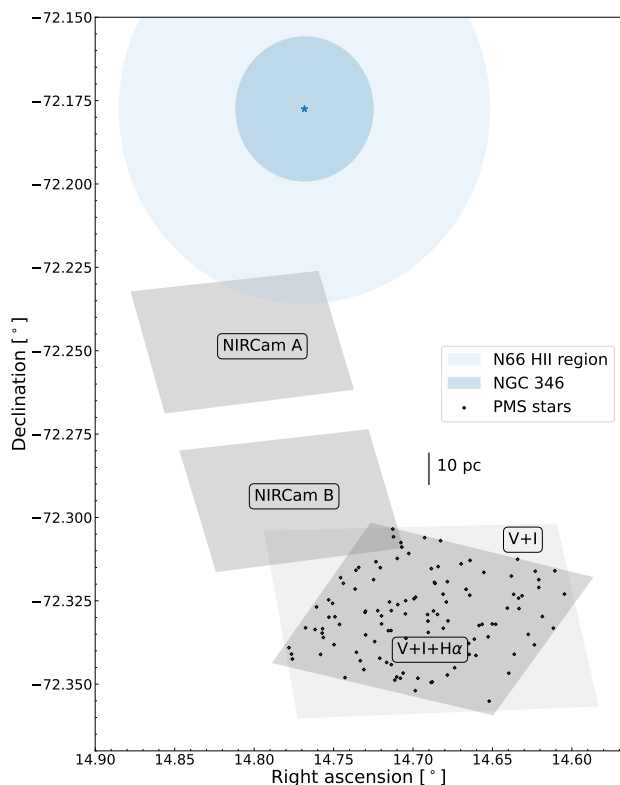 −72.150
−72.175
−72.200
−72.225
−72.250
−72.275
−72.300
−72.325
−72.350
Declination [°]
NIRCam A
N66 HII region
NGC 346
PMS stars
10 pc
NIRCam B
V+I
V+I+Hα
14.90 14.85 14.80 14.75 14.70 14.65 14.60
Right ascension [°]